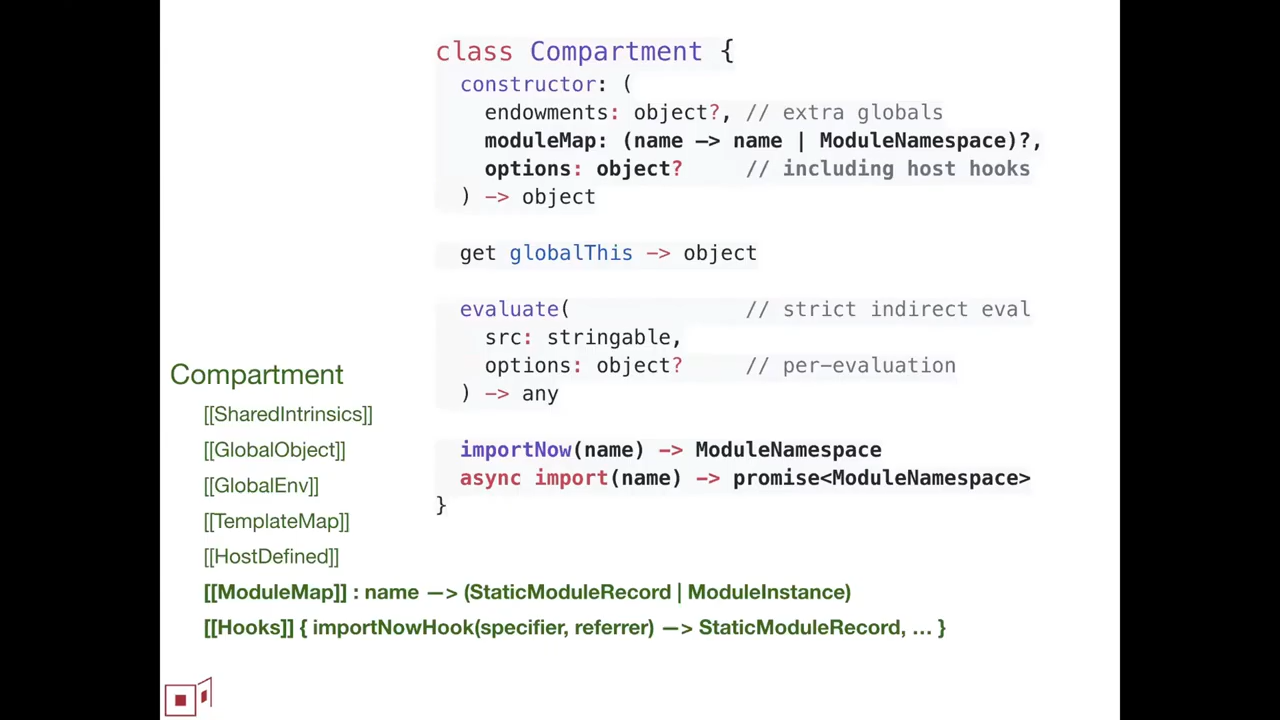 class Compartment {
constructor: (
endowments: object?, // extra globals
moduleMap: (name —> name | ModuleNamespace)?,
options: object? // including host hooks
) —> object
get globalThis —> object
evaluate( // strict indirect eval
src: stringable,
options: object? // per-evaluation
) —> any
importNow(name) —> ModuleNamespace
async import(name) —> promise<ModuleNamespace>
}
Compartment
[[SharedIntrinsics]]
[[GlobalObject]]
[[GlobalEnv]]
[[TemplateMap]]
[[HostDefined]]
[[ModuleMap]] : name —> (StaticModuleRecord | ModuleInstance)
[[Hooks]] { importNowHook(specifier, referrer) —> StaticModuleRecord, … }